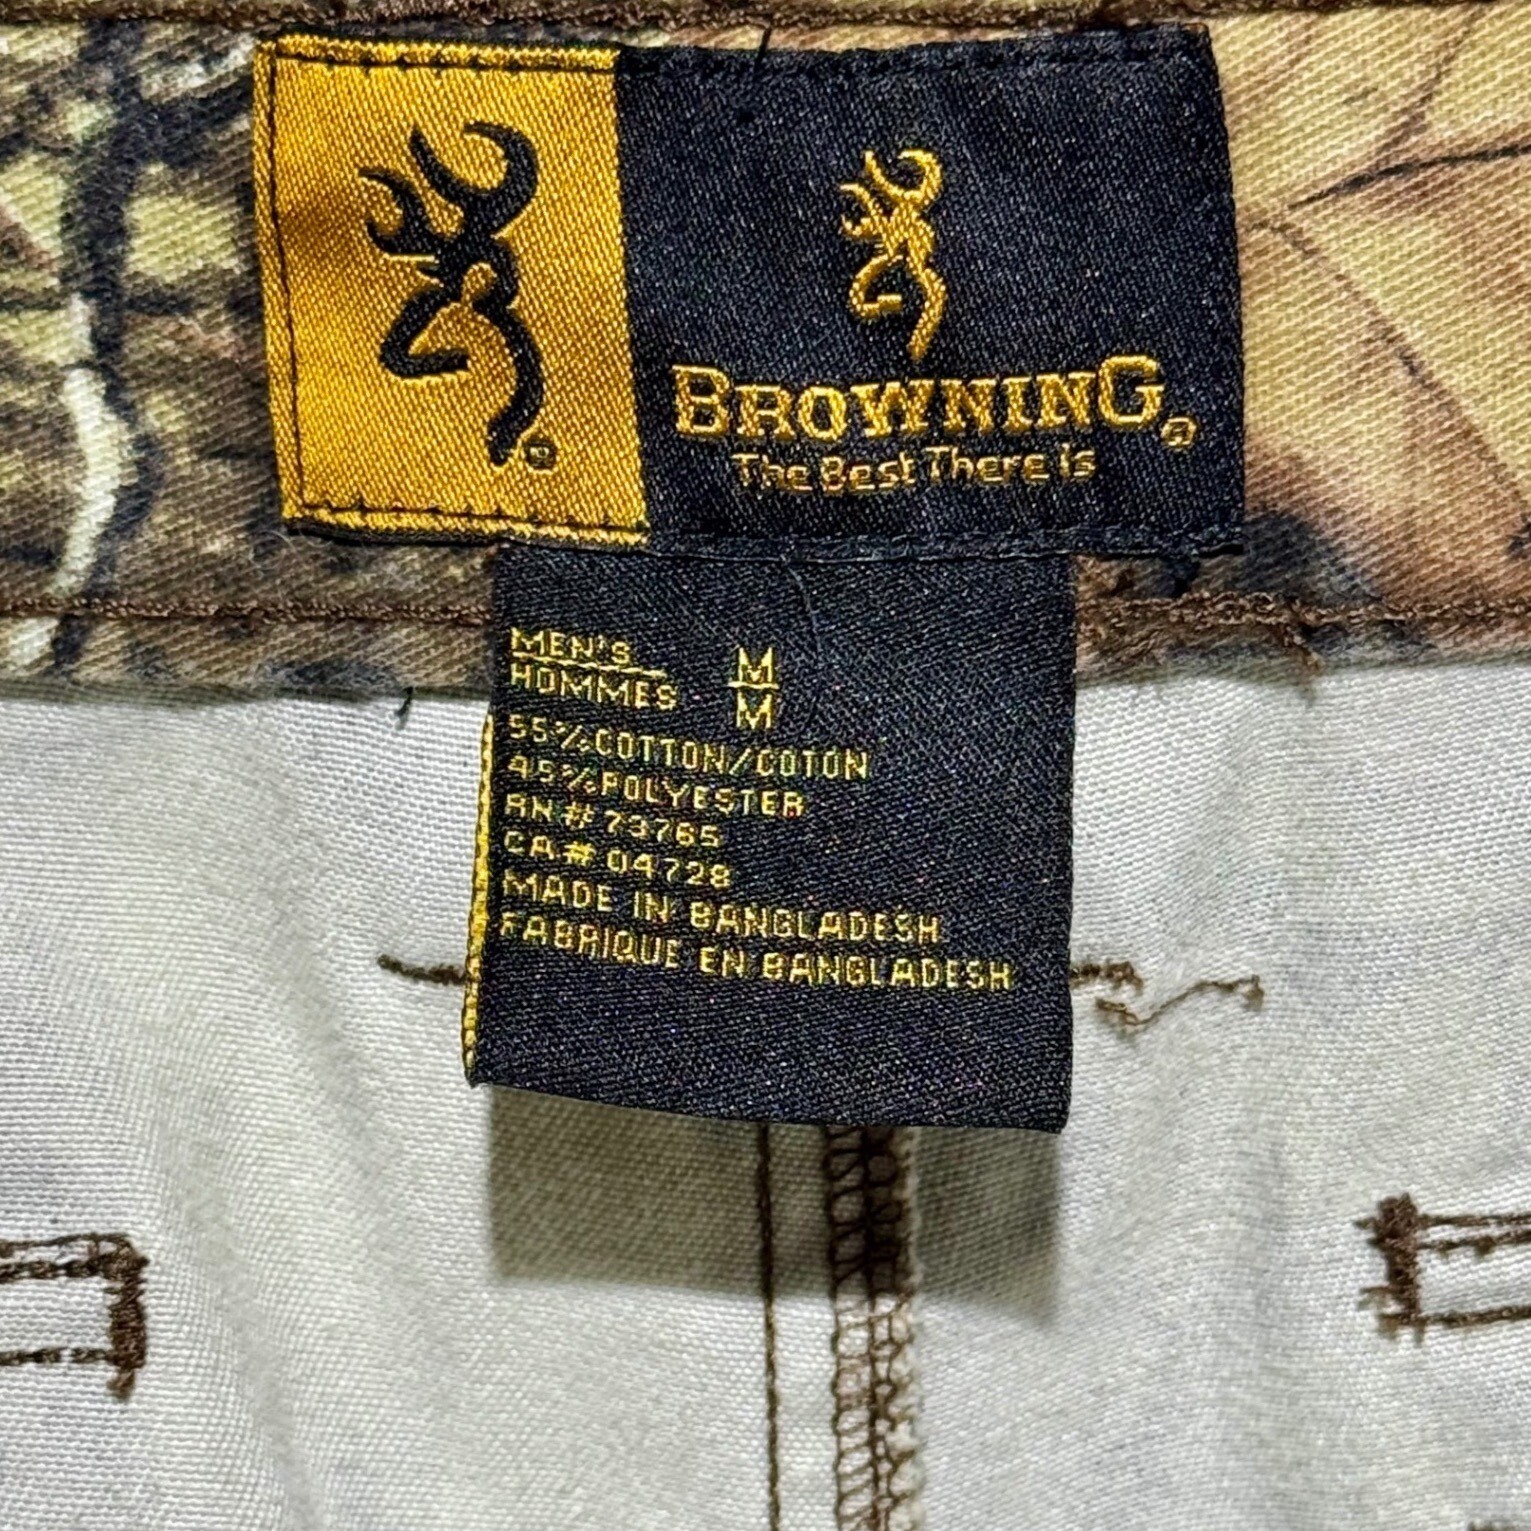 BROWNING®
The Best There Is
MEN'S M
HOMMES M
55% COTTON/COTON
45% POLYESTER
RN# 73765
CA# 04728
MADE IN BANGLADESH
FABRIQUE EN BANGLADESH